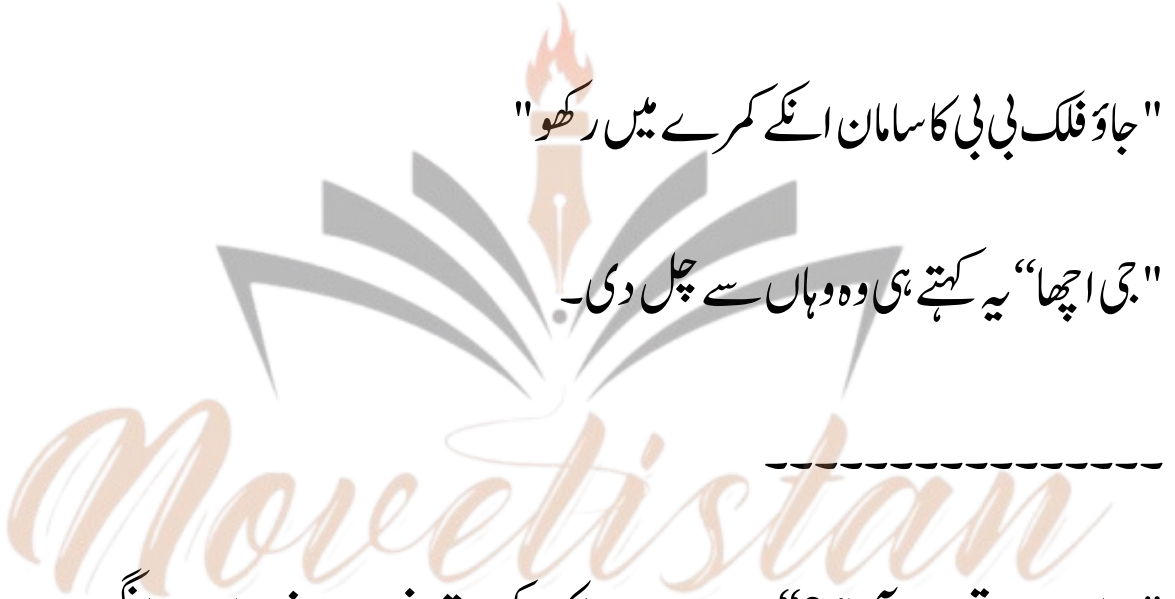 "جاؤ فلک بی بی کا سامان انکے کمرے میں رکھو"
"جی اچھا“ یہ کہتے ہی وہ وہاں سے چل دی۔
۔۔۔۔۔۔۔۔۔۔۔۔۔۔۔۔
Novelistan